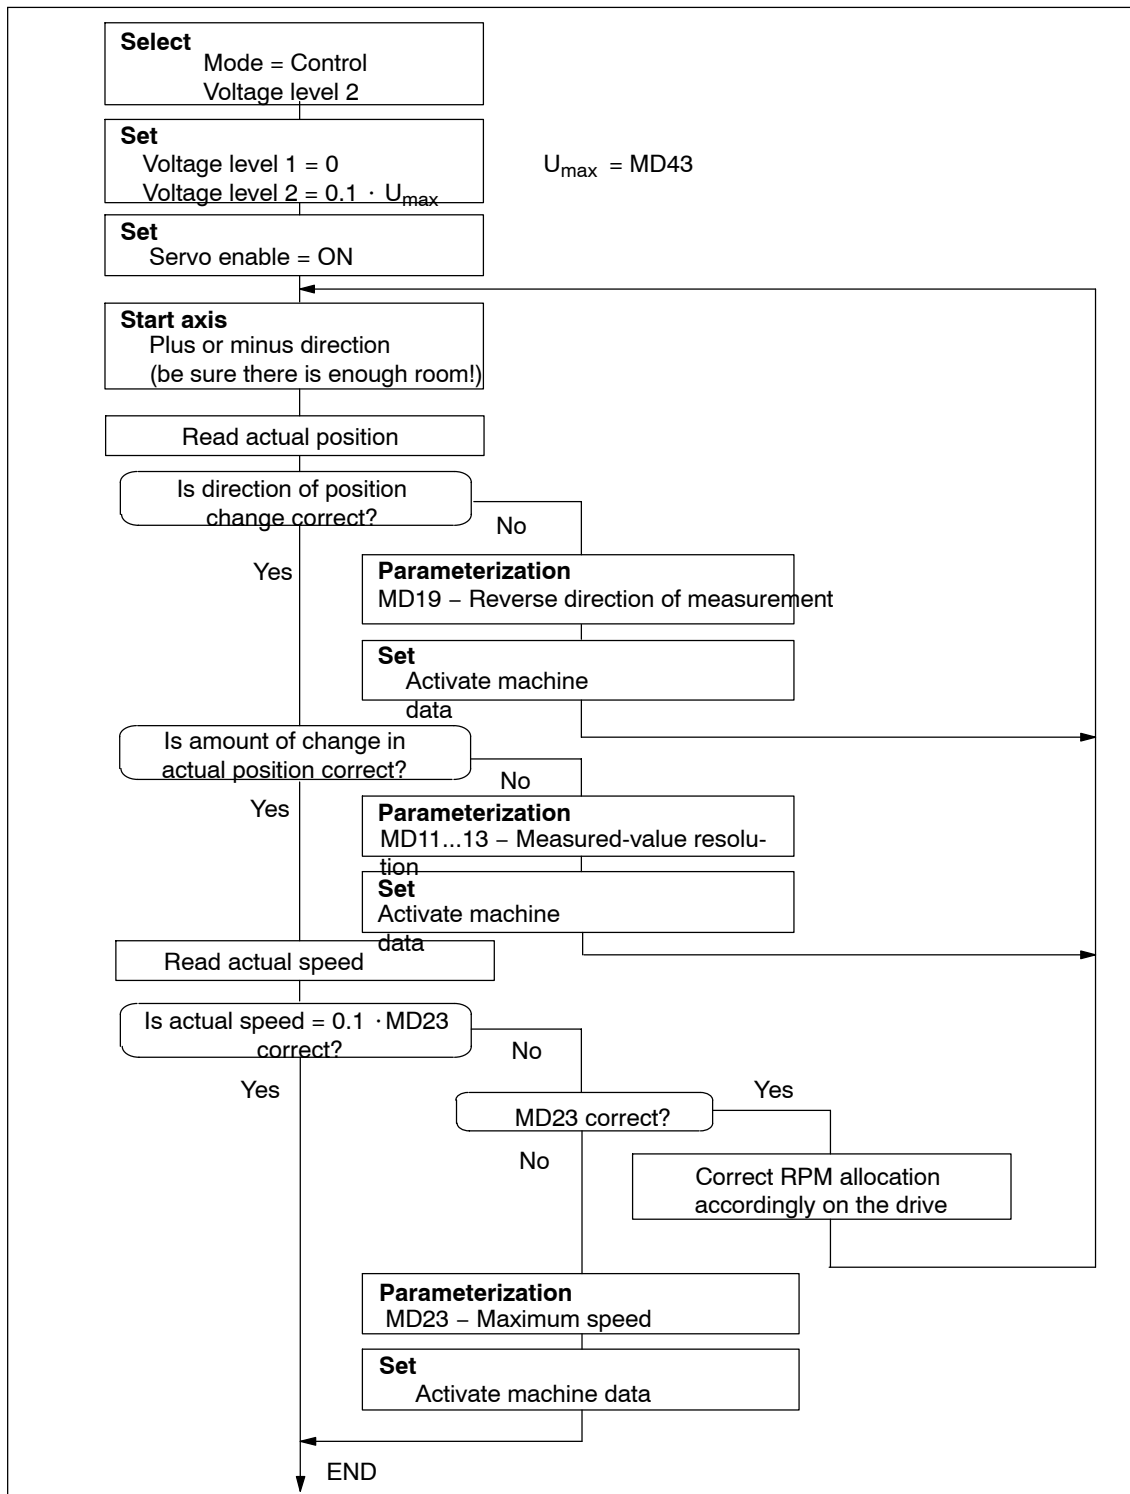 Select
Mode = Control
Voltage level 2
Set
Voltage level 1 = 0
Voltage level 2 = 0.1 · Umax
Umax = MD43
Set
Servo enable = ON
Start axis
Plus or minus direction
(be sure there is enough room!)
Read actual position
Is direction of position
change correct?
No
Yes
Parameterization
MD19 – Reverse direction of measurement
Set
Activate machine
data
Is amount of change in
actual position correct?
No
Yes
Parameterization
MD11...13 – Measured-value resolu-
tion
Set
Activate machine
data
Read actual speed
Is actual speed = 0.1 · MD23
correct?
No
Yes
MD23 correct?
Yes
No
Correct RPM allocation
accordingly on the drive
Parameterization
MD23 – Maximum speed
Set
Activate machine data
END